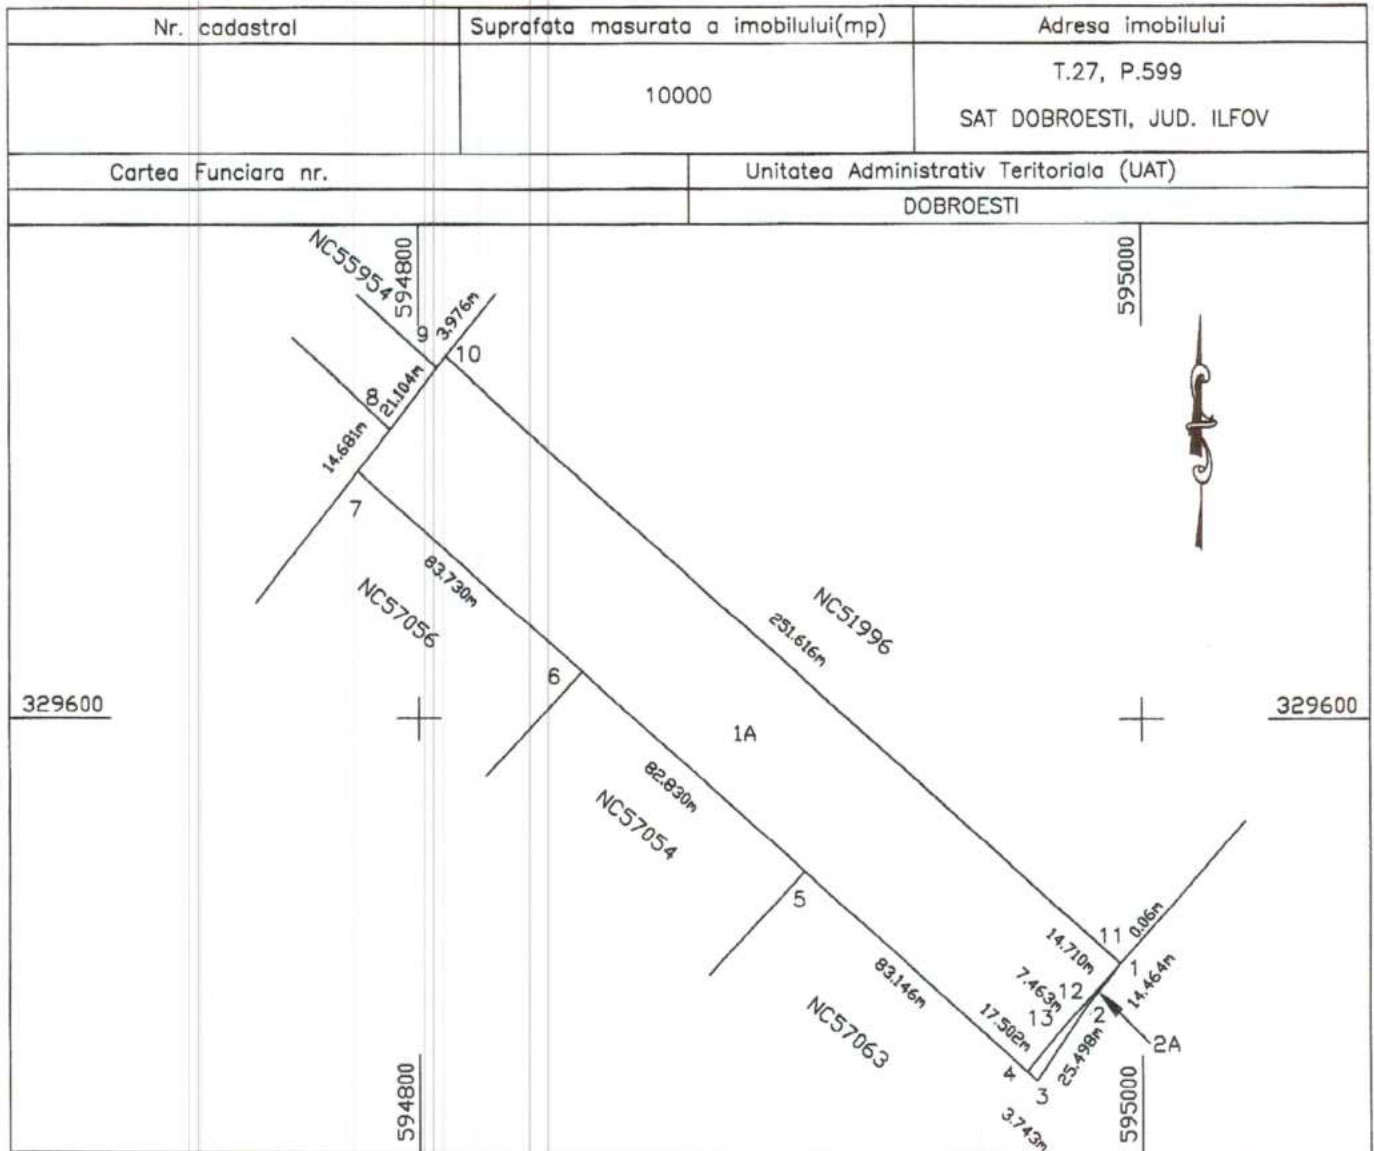 Nr. cadastral
Suprafata masurata a imobilului(mp)
Adresa imobilului
10000
T.27, P.599
SAT DOBROESTI, JUD. ILFOV
Cartea Funciara nr.
Unitatea Administrativ Teritoriala (UAT)
DOBROESTI
NC55954
594800
595000
9
3.976m
10
8
21.104m
14.681m
7
83.730m
NC57056
NC51996
251.616m
6
329600
329600
1A
82.830m
NC57054
5
11
0.06m
14.710m
1
83.146m
7.463m
12
14.464m
NC57063
17.502m
13
2
2A
25.498m
4
3
594800
3.743m
595000